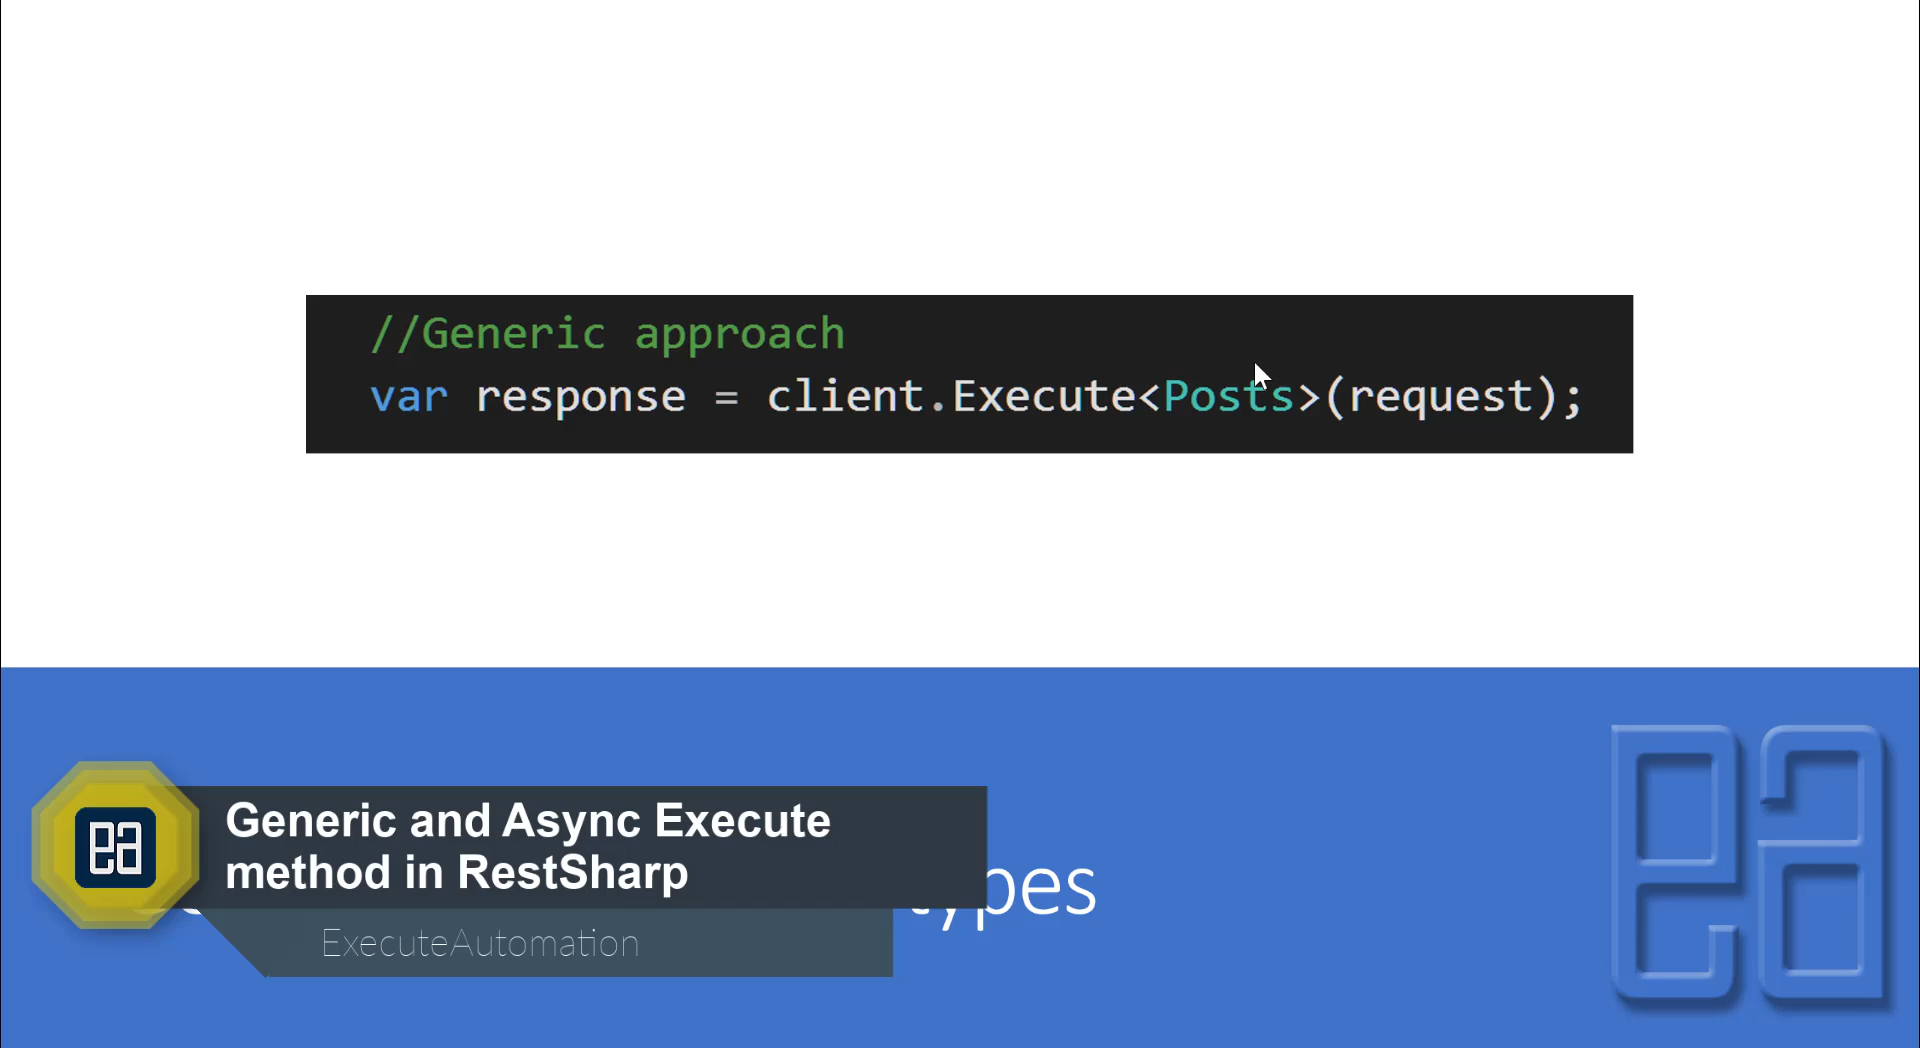 //Generic approach
var response = client.Execute<Posts>(request);
Generic and Async Execute
method in RestSharp
ExecuteAutomation